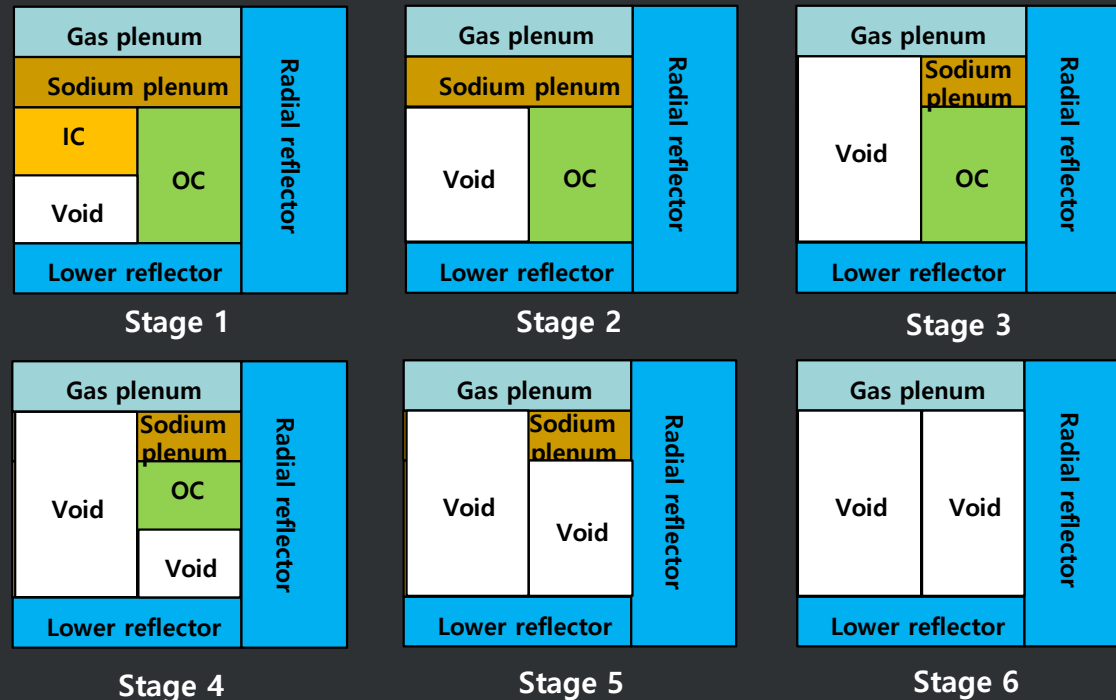 Gas plenum
Sodium plenum
IC
OC
Void
Lower reflector
Radial reflector
Stage 1
Gas plenum
Sodium plenum
Void
OC
Lower reflector
Radial reflector
Stage 2
Gas plenum
Sodium
plenum
Void
OC
Lower reflector
Radial reflector
Stage 3
Gas plenum
Sodium
plenum
OC
Void
Void
Lower reflector
Radial reflector
Stage 4
Gas plenum
Sodium
plenum
Void
Void
Lower reflector
Radial reflector
Stage 5
Gas plenum
Void
Void
Lower reflector
Radial reflector
Stage 6